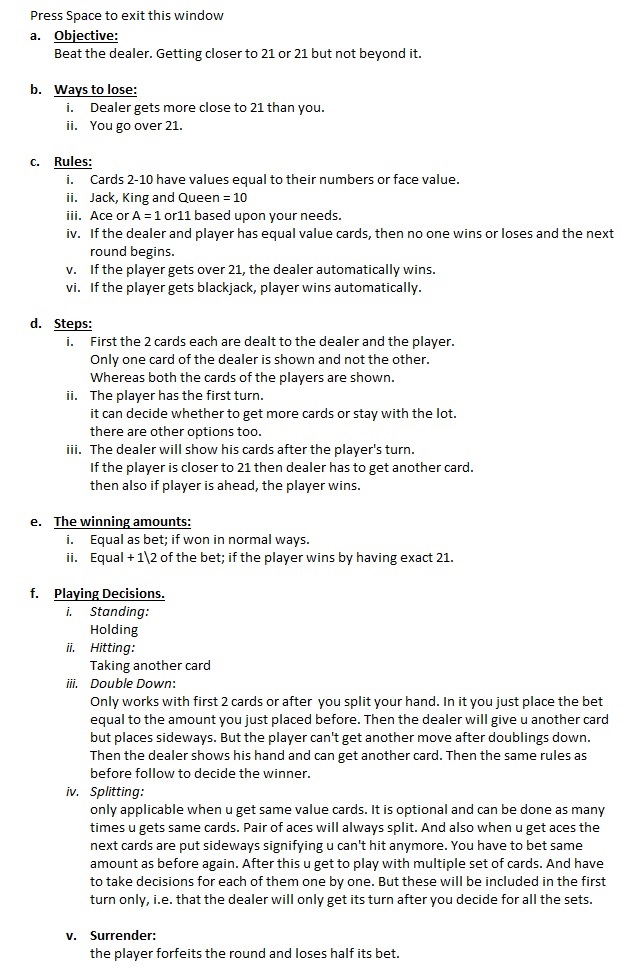 Press Space to exit this window
a. Objective:
Beat the dealer. Getting closer to 21 or 21 but not beyond it.
b. Ways to lose:
i. Dealer gets more close to 21 than you.
ii. You go over 21.
c. Rules:
i. Cards 2-10 have values equal to their numbers or face value.
ii. Jack, King and Queen = 10
iii. Ace or A = 1 or11 based upon your needs.
iv. If the dealer and player has equal value cards, then no one wins or loses and the next
round begins.
v. If the player gets over 21, the dealer automatically wins.
vi. If the player gets blackjack, player wins automatically.
d. Steps:
i. First the 2 cards each are dealt to the dealer and the player.
Only one card of the dealer is shown and not the other.
Whereas both the cards of the players are shown.
ii. The player has the first turn.
it can decide whether to get more cards or stay with the lot.
there are other options too.
iii. The dealer will show his cards after the player's turn.
If the player is closer to 21 then dealer has to get another card.
then also if player is ahead, the player wins.
e. The winning amounts:
i. Equal as bet; if won in normal ways.
ii. Equal + 1\2 of the bet; if the player wins by having exact 21.
f. Playing Decisions.
i. Standing:
Holding
ii. Hitting:
Taking another card
iii. Double Down:
Only works with first 2 cards or after you split your hand. In it you just place the bet
equal to the amount you just placed before. Then the dealer will give u another card
but places sideways. But the player can't get another move after doublings down.
Then the dealer shows his hand and can get another card. Then the same rules as
before follow to decide the winner.
iv. Splitting:
only applicable when u get same value cards. It is optional and can be done as many
times u gets same cards. Pair of aces will always split. And also when u get aces the
next cards are put sideways signifying u can't hit anymore. You have to bet same
amount as before again. After this u get to play with multiple set of cards. And have
to take decisions for each of them one by one. But these will be included in the first
turn only, i.e. that the dealer will only get its turn after you decide for all the sets.
v. Surrender:
the player forfeits the round and loses half its bet.